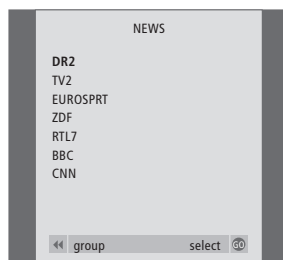 NEWS
DR2
TV2
EUROSPRT
ZDF
RTL7
BBC
CNN
group select GO